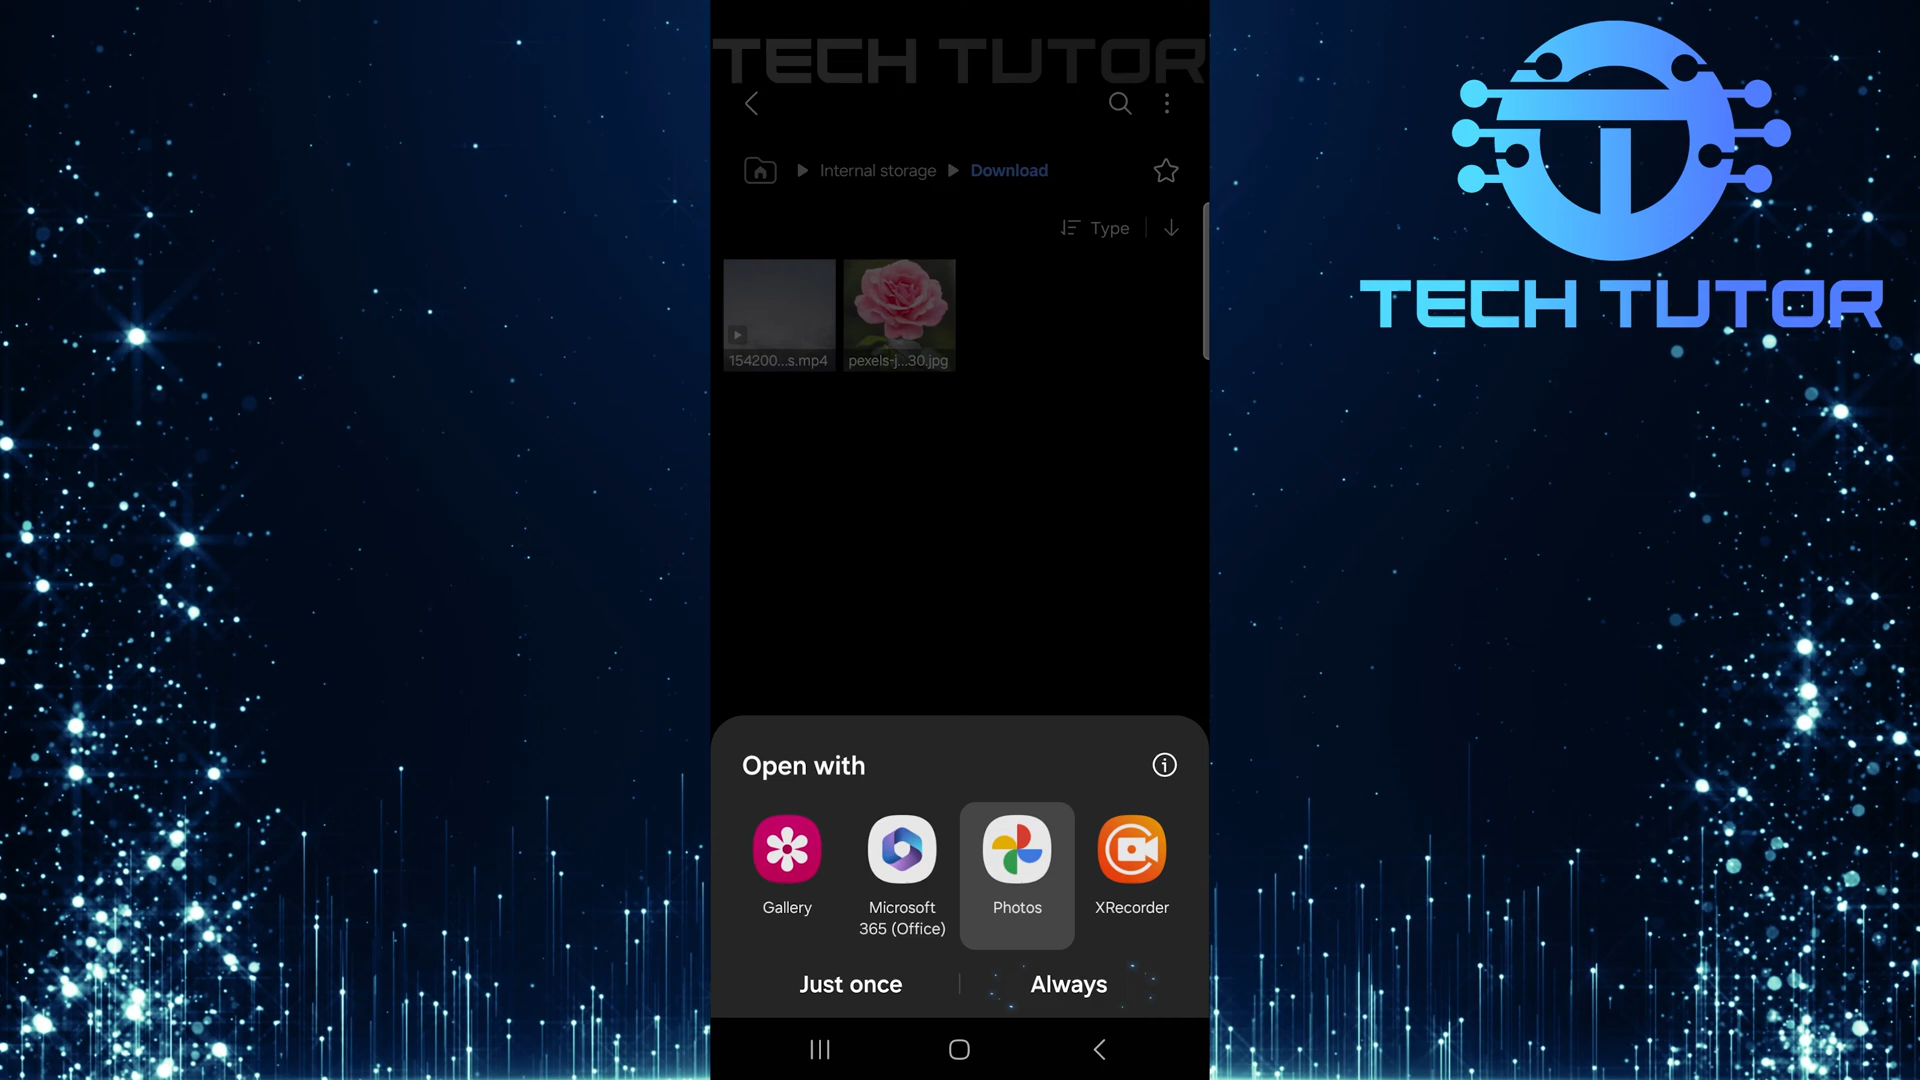 TECH TUTOR
TECH TUTOR
Internal storage Download
Type
154200...s.mp4 pexels-j...30.jpg
Open with
Gallery Microsoft 365 (Office) Photos XRecorder
Just once Always